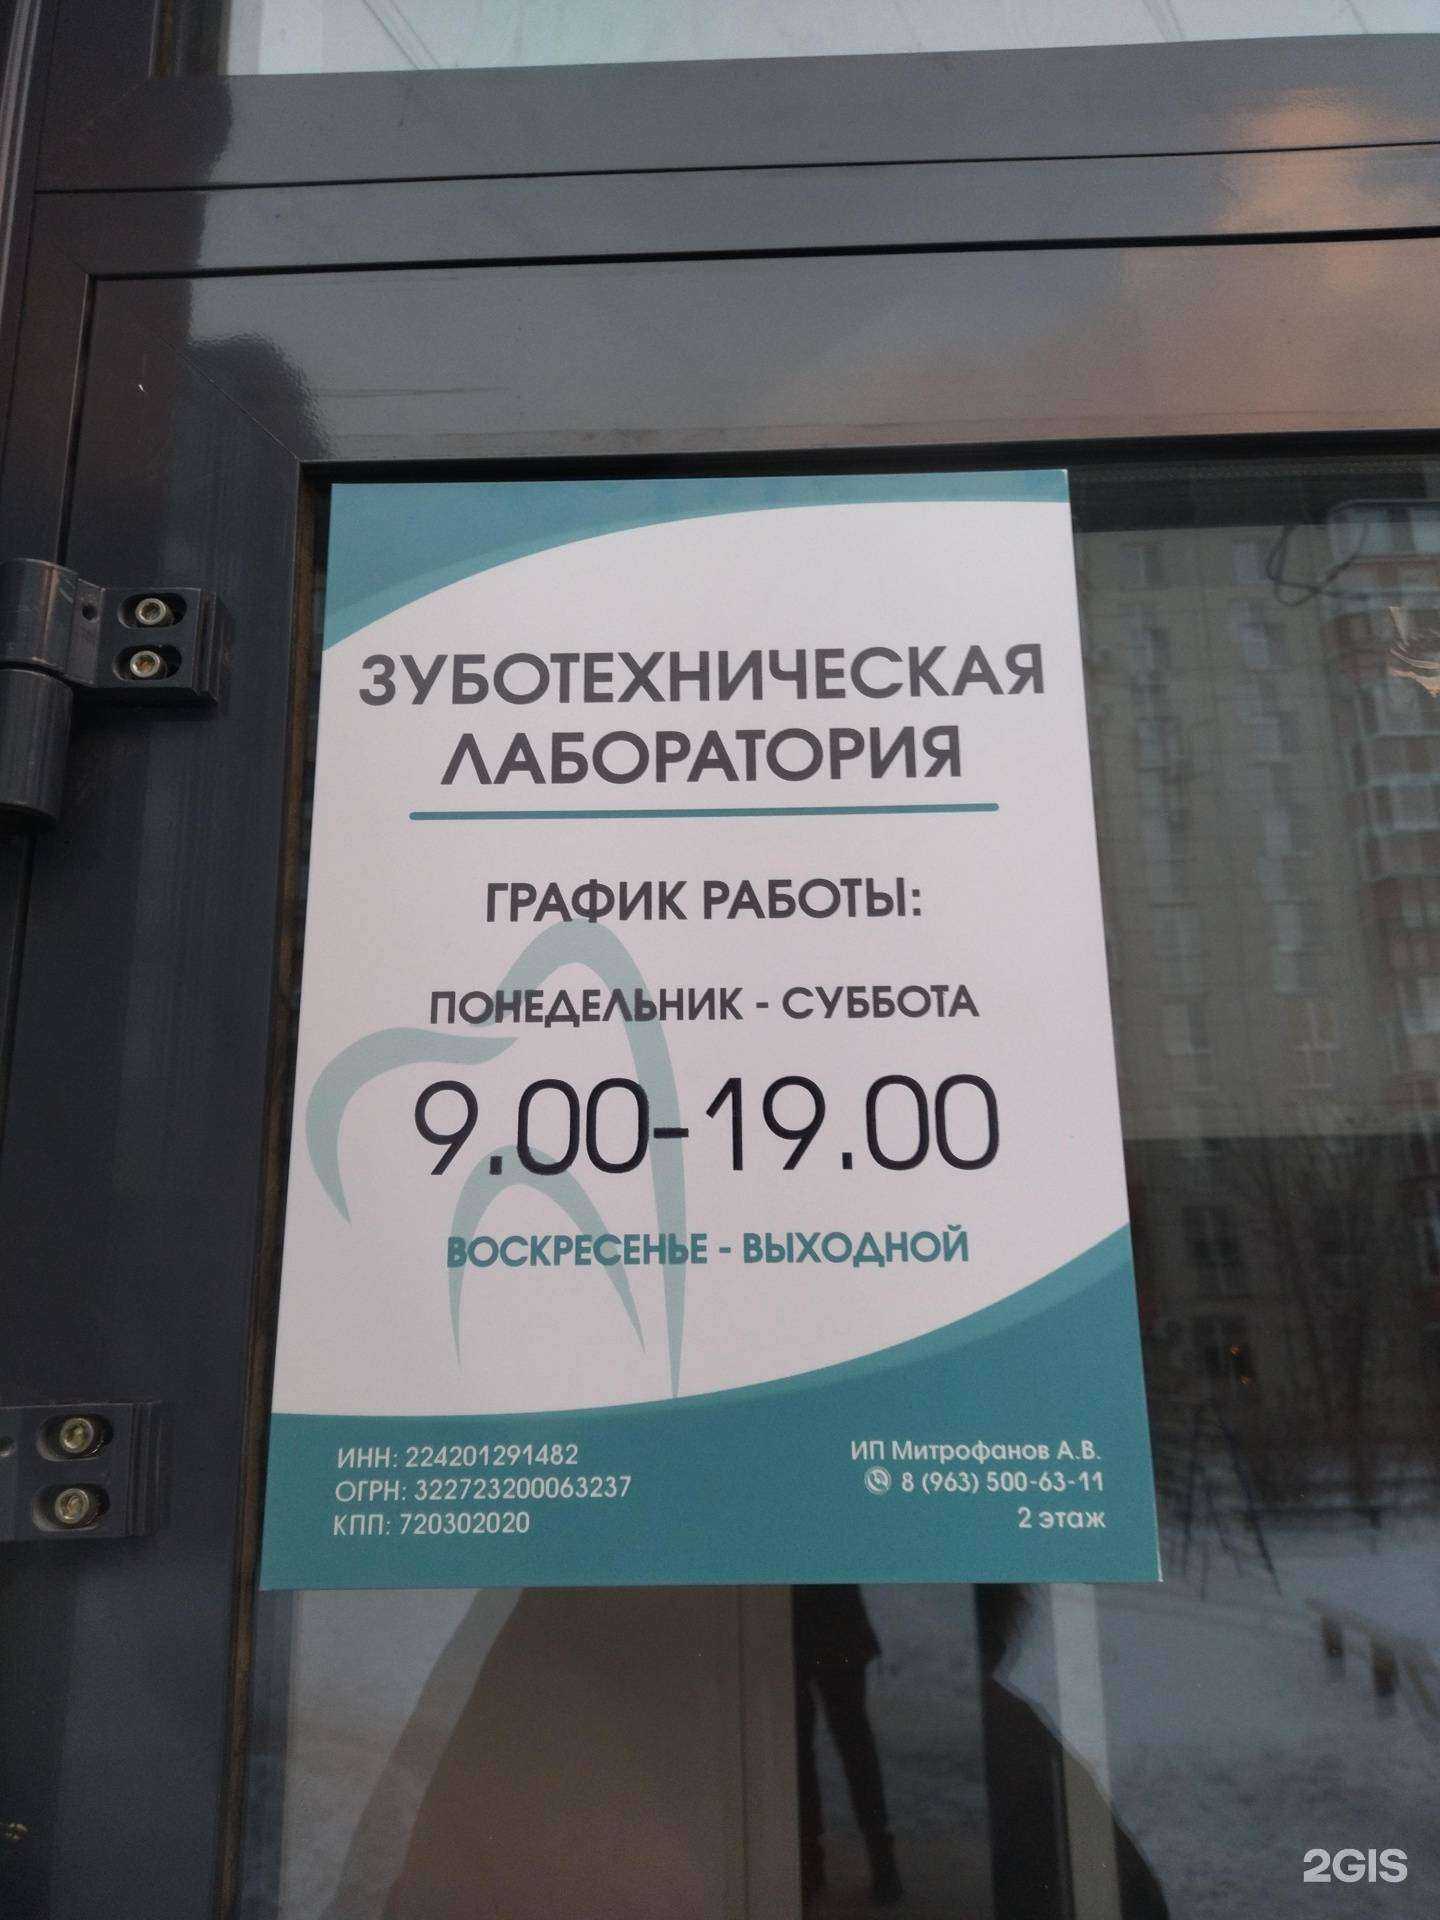 ЗУБОТЕХНИЧЕСКАЯ
ЛАБОРАТОРИЯ
ГРАФИК РАБОТЫ:
ПОНЕДЕЛЬНИК - СУББОТА
9.00-19.00
ВОСКРЕСЕНЬЕ - ВЫХОДНОЙ
ИНН: 224201291482
ОГРН: 322723200063237
КПП: 720302020
ИП Митрофанов А.В.
8 (963) 500-63-11
2 этаж
2GIS